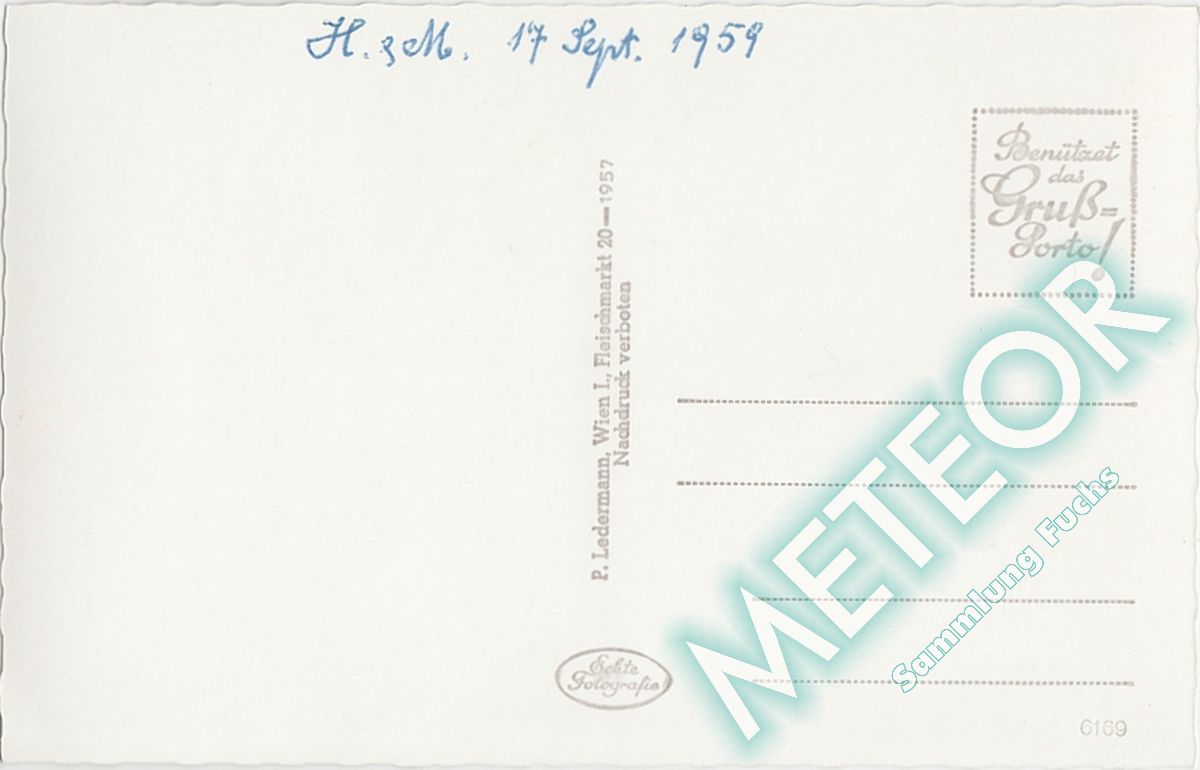 H. & M. 17 Sept. 1959
Benützet
das
Gruß=
Porto!
P. Ledermann, Wien I., Fleischmarkt 20—1957
Nachdruck verboten
METEOR
Sammlung Fuchs
Echte
Fotografie
6169